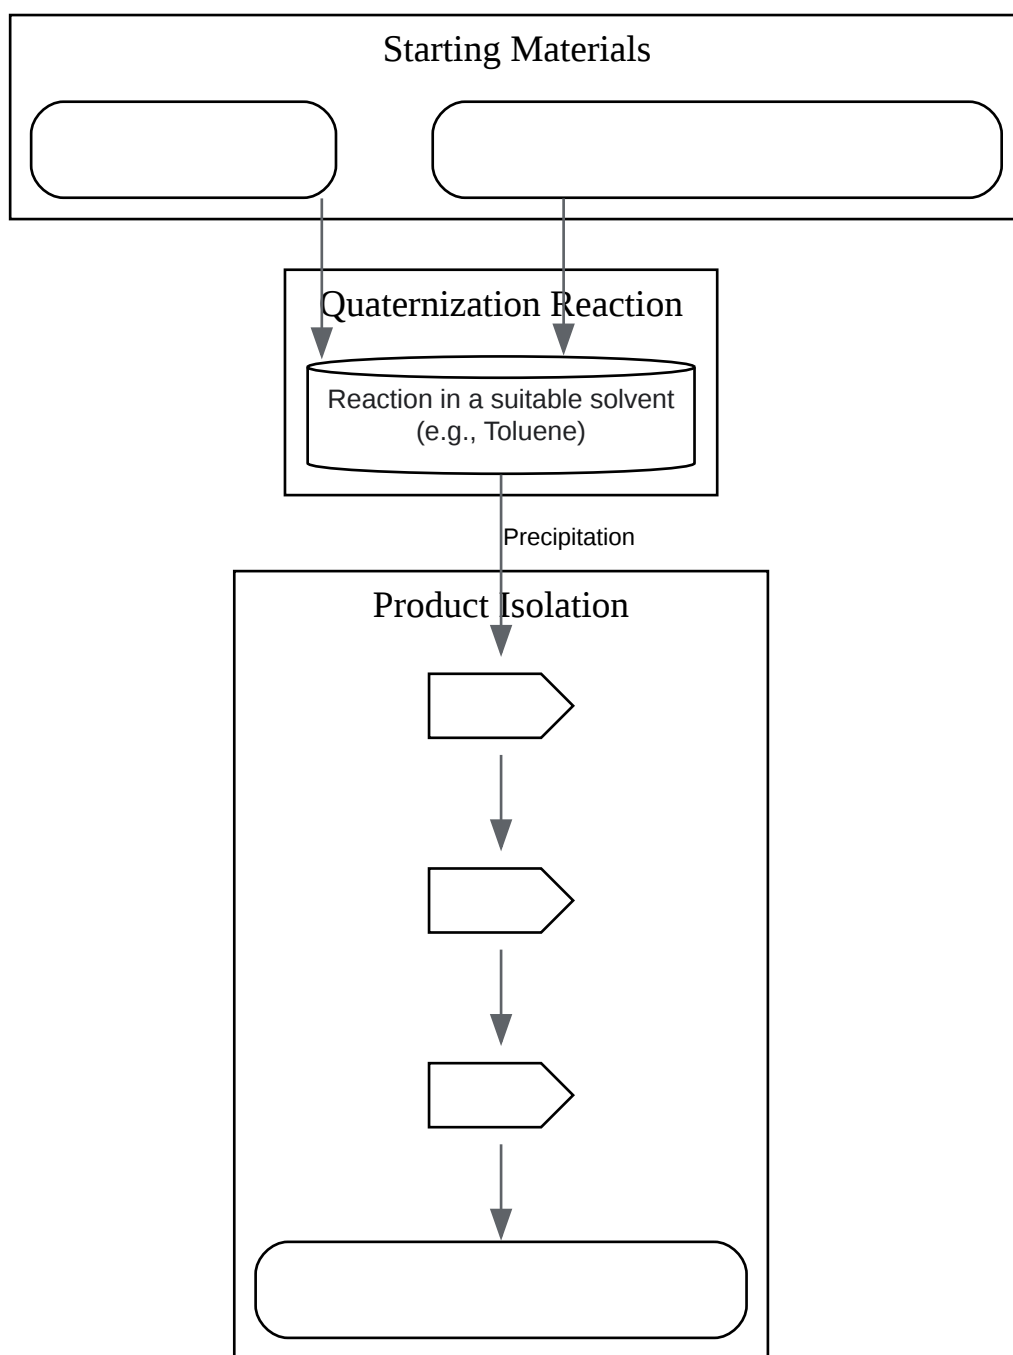 Starting Materials
Quaternization Reaction
Reaction in a suitable solvent
(e.g., Toluene)
Precipitation
Product Isolation